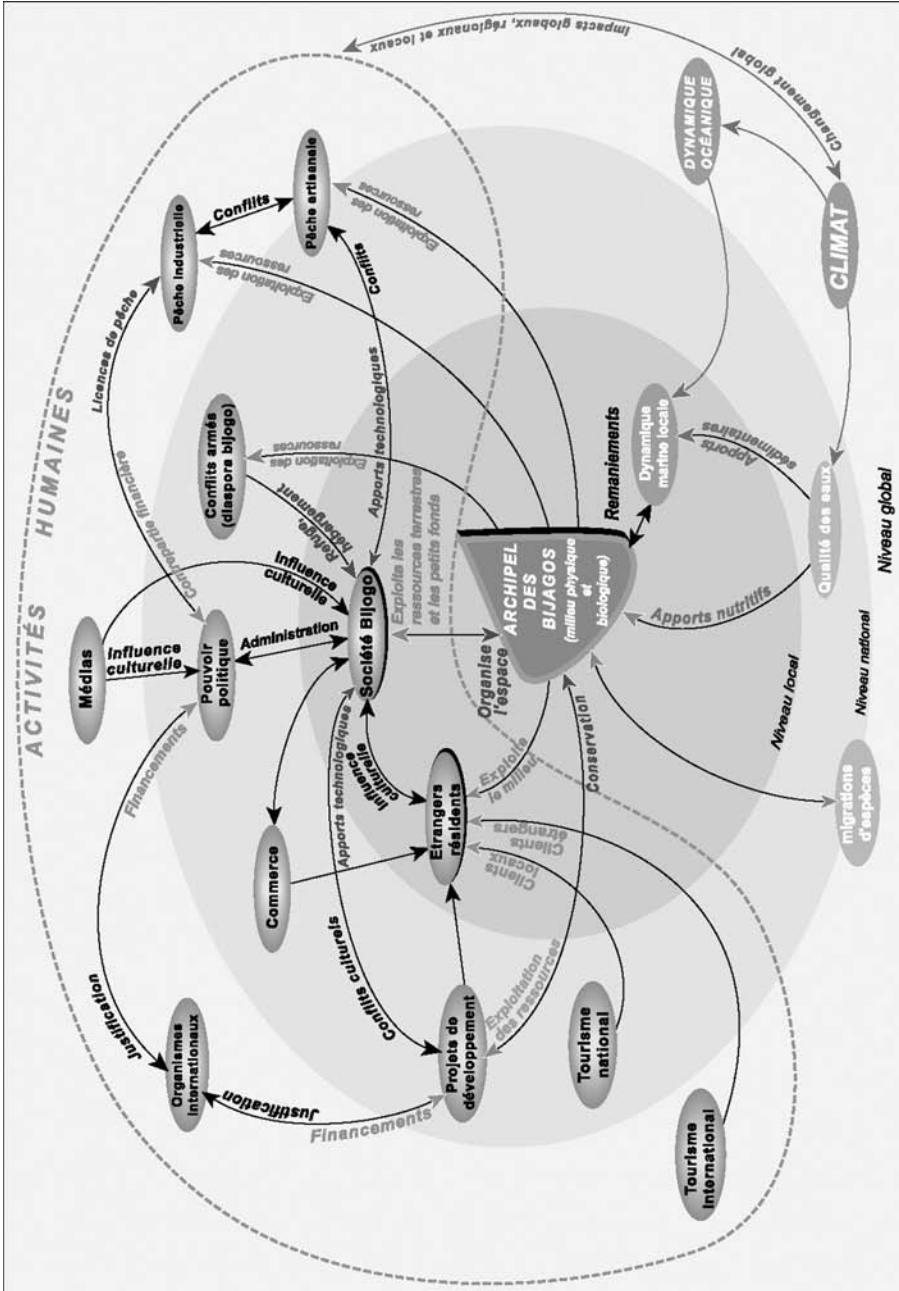 ACTIVITÉS HUMAINES
Médias
Influence
culturelle
Influence
culturelle
Contrepartie financière
Licences de pêche
Pêche industrielle
Conflits
Pêche artisanale
Exploitation des
ressources
Exploitation des
ressources
Conflits
Apports technologiques
Conflits armés
(diaspora bijogo)
Refuge,
hébergement
Exploitation des
ressources
Pouvoir
politique
Administration
Société Bijogo
Financements
Justification
Organismes
internationaux
Justification
Financements
Commerce
Apports technologiques
Conflits culturels
Influence
culturelle
Etrangers
résidents
Projets de
développement
Exploite les
ressources terrestres
et les petits fonds
Organise
l'espace
ARCHIPEL
DES
BIJAGOS
(milieu physique
et
biologique)
Exploite
le milieu
Conservation
Exploitation
des ressources
Clients
locaux
Clients
étrangers
Tourisme
national
Tourisme
International
Remaniements
Dynamique
marine locale
Apports
sédimentaires
Apports nutritifs
Qualité des eaux
DYNAMIQUE
OCÉANIQUE
CLIMAT
Changement global
Impacts globaux, régionaux et locaux
migrations
d'espèces
Niveau local
Niveau national
Niveau global